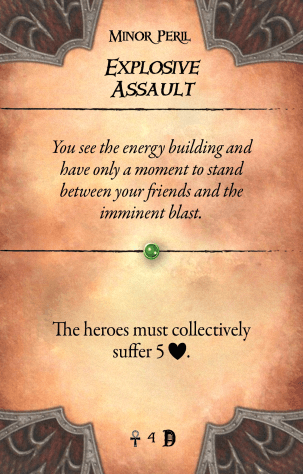 Minor Peril
Explosive
Assault
You see the energy building and
have only a moment to stand
between your friends and the
imminent blast.
The heroes must collectively
suffer 5 ♥.
☥ 4 D